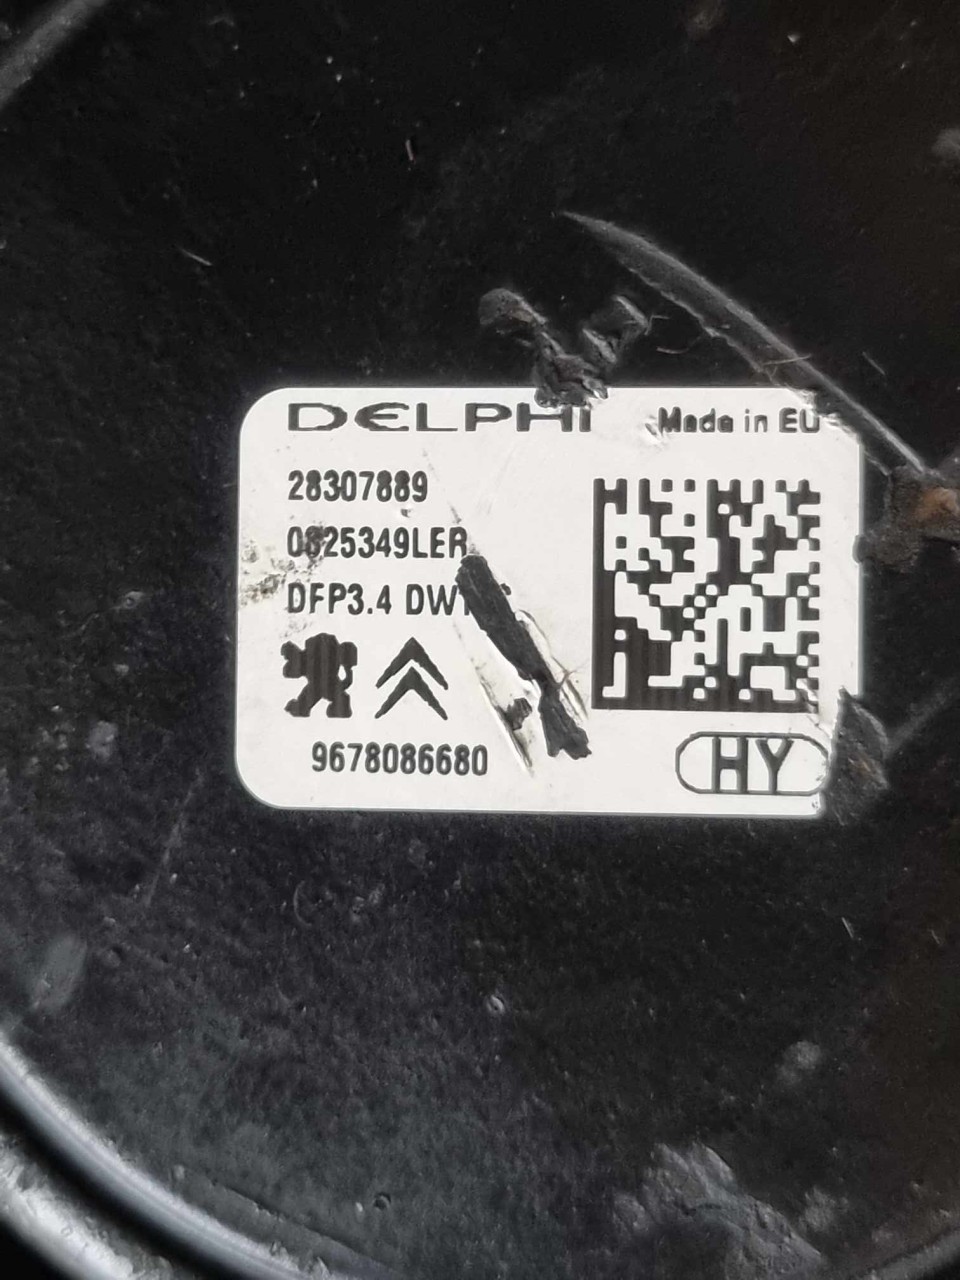 DELPHI Made in EU
28307889
0825349LER
DFP3.4
9678086680
HY